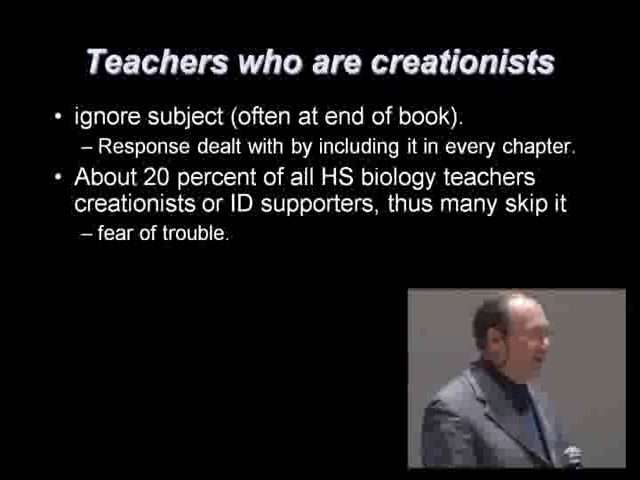 Teachers who are creationists
• ignore subject (often at end of book).
– Response dealt with by including it in every chapter.
• About 20 percent of all HS biology teachers
creationists or ID supporters, thus many skip it
– fear of trouble.